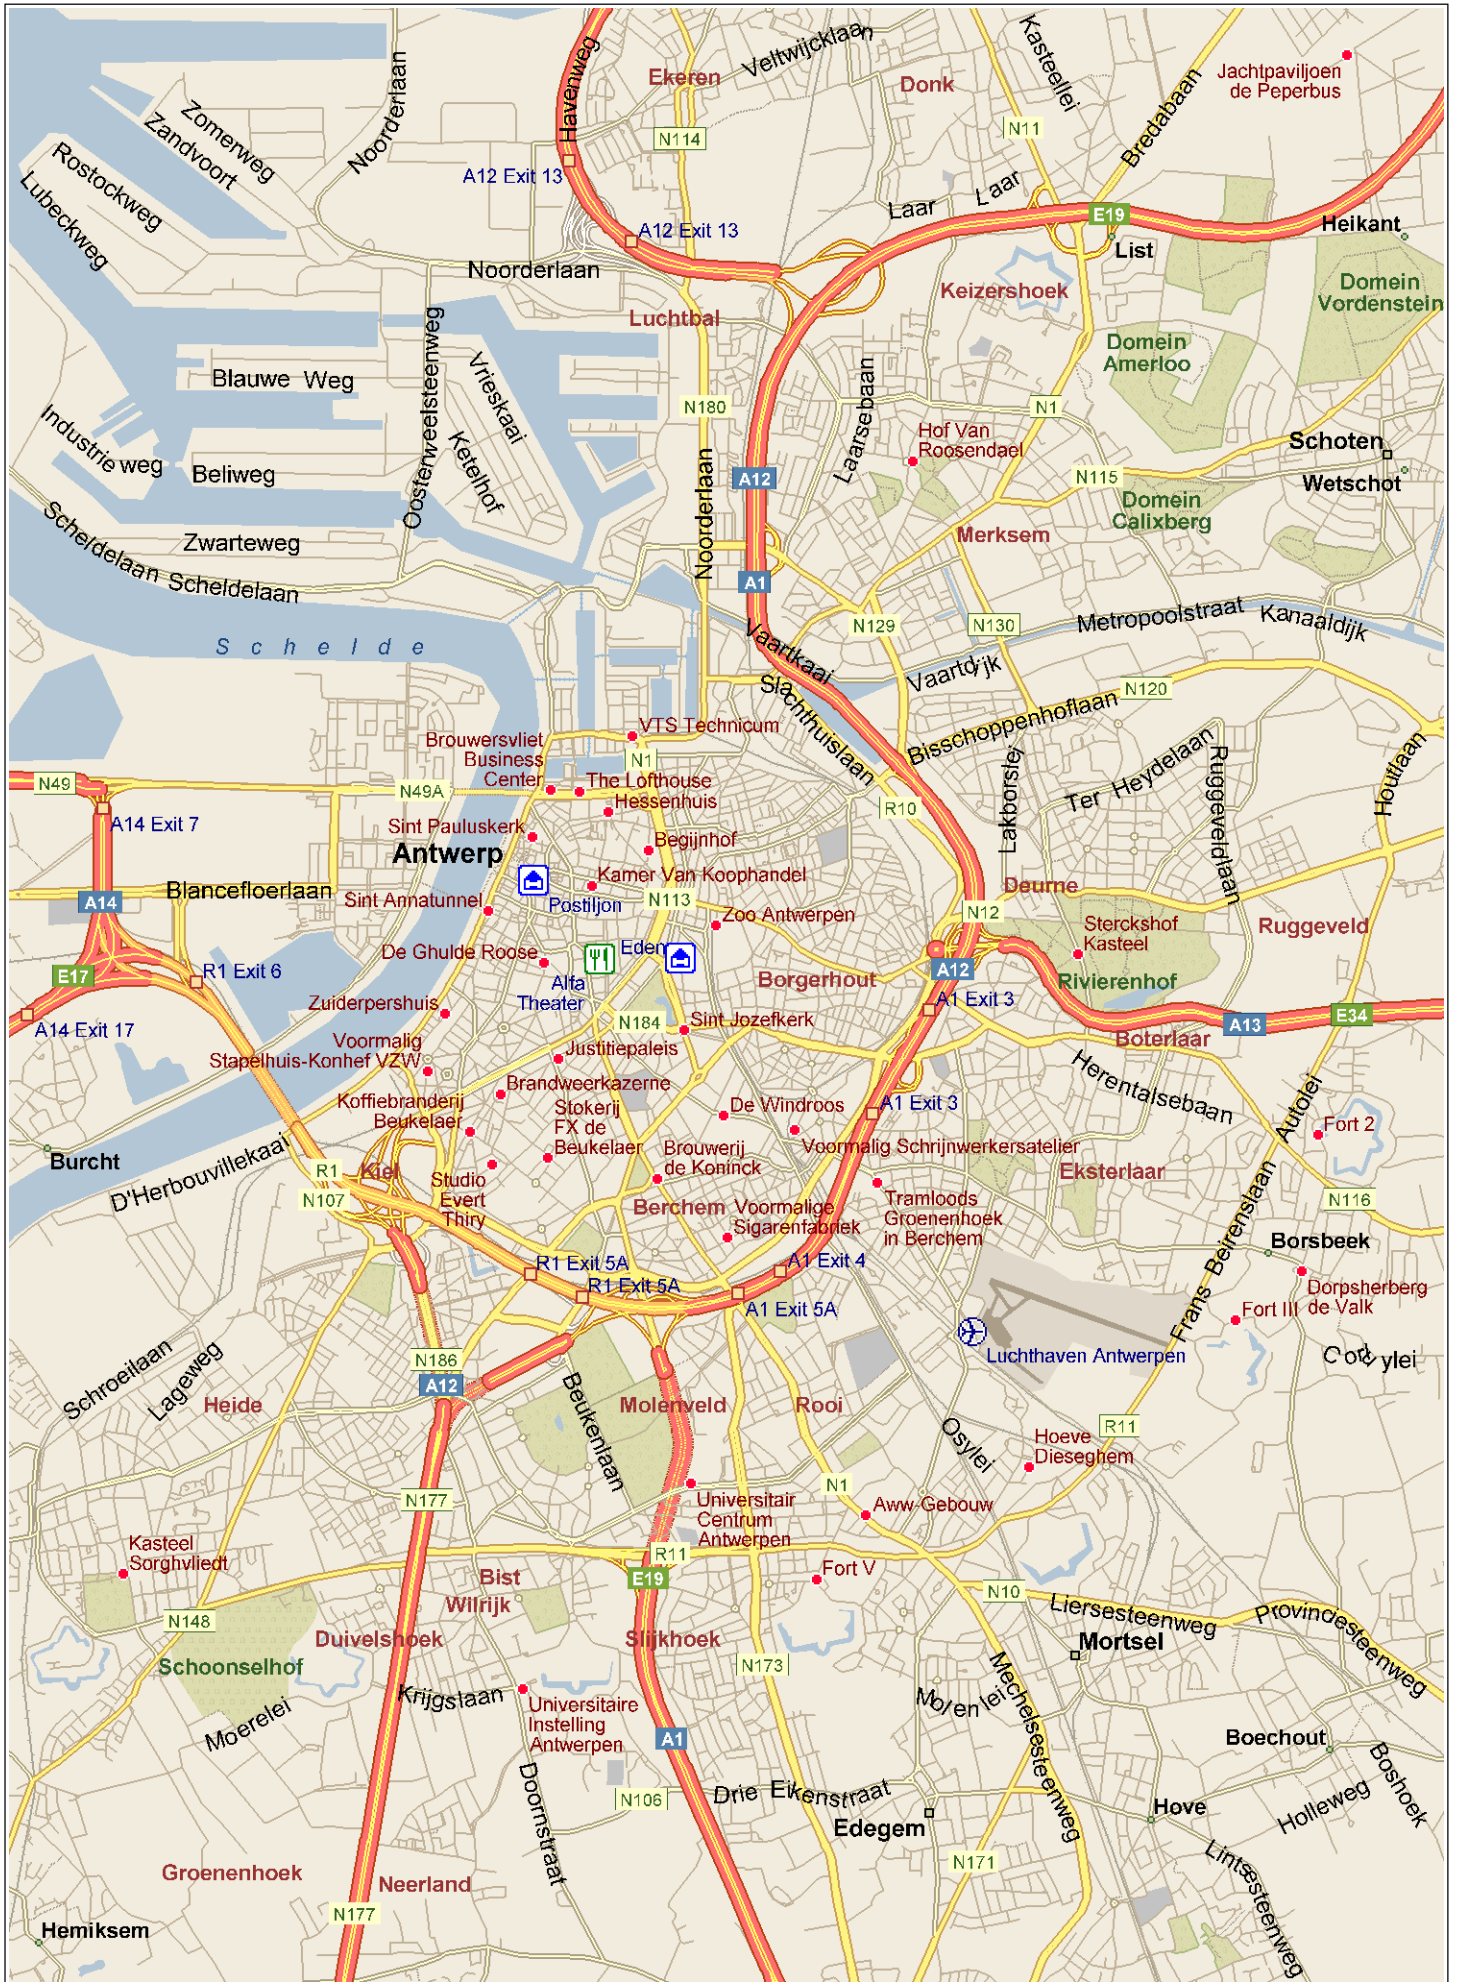 Ekeren
Veltwijcklaan
Donk
Kasteellei
Jachtpaviljoen
de Peperbus
Havenweg
Noorderlaan
Zomerweg
Zandvoort
N114
N11
Bredabaan
Rostockweg
Lubeckweg
A12 Exit 13
Laar
Laar
E19
A12 Exit 13
List
Heikant
Noorderlaan
Keizershoek
Domein
Vordenstein
Luchtbal
Domein
Amerloo
Oosterweelsteenweg
Vrieskaai
Blauwe Weg
Laarsebaan
N180
N1
Industrie weg
Ketelhof
Hof Van
Roosendael
Schoten
Beliweg
A12
N115
Wetschot
Domein
Calixberg
Scheldelaan
Zwarteweg
Noorderlaan
Merksem
Scheldelaan
A1
Metropoolstraat
Kanaaldijk
N129
N130
Schelde
Vaartkaai
Vaartdijk
Slachthuislaan
N120
Bisschoppenhoflaan
VTS Technicum
Brouwersvliet
Business
Center
N1
Lakborslei
Ter Heydelaan
Ruggeveldlaan
Houtlaan
N49
N49A
The Lofthouse
Hessenhuis
R10
A14 Exit 7
Sint Pauluskerk
Begijnhof
Antwerp
Kamer Van Koophandel
Deurne
Blancefloerlaan
Postiljon
N113
A14
Sint Annatunnel
Zoo Antwerpen
N12
Sterckshof
Kasteel
Ruggeveld
De Ghulde Roose
Eden
E17
R1 Exit 6
Alfa
Theater
Borgerhout
A12
Rivierenhof
Zuiderpershuis
A1 Exit 3
A14 Exit 17
N184
Sint Jozefkerk
A13
E34
Voormalig
Stapelhuis-Konhef VZW
Justitiepaleis
Boterlaar
Herentalsebaan
Brandweerkazerne
Koffiebranderij
Beukelaer
Stokerij
FX de
Beukelaer
De Windroos
A1 Exit 3
Autolei
Fort 2
Burcht
D'Herbouvillekaai
Voormalig Schrijnwerkersatelier
Brouwerij
de Koninck
R1
Kiel
Studio
Evert
Thiry
Eksterlaar
N107
Berchem
Voormalige
Sigarenfabriek
Tramloods
Groenenhoek
in Berchem
N116
Borsbeek
R1 Exit 5A
A1 Exit 4
R1 Exit 5A
A1 Exit 5A
Frans Beirenslaan
Dorpsherberg
de Valk
Fort III
Luchthaven Antwerpen
Schroeilaan
Lageweg
N186
A12
Beukenlaan
Heide
Molenveld
Rooi
Osylei
R11
Hoeve
Dieseghem
N177
N1
Universitair
Centrum
Antwerpen
Aww-Gebouw
Kasteel
Sorghvliedt
R11
Bist
E19
Fort V
Wilrijk
N10
Liersesteenweg
Provinciesteenweg
N148
Duivelshoek
Slijkhoek
Mortsel
Schoonselhof
N173
Krijgslaan
Molenlei
Mechelsesteenweg
Moerelei
Universitaire
Instelling
Antwerpen
A1
Boechout
Boshoek
Doornstraat
N106
Drie Eikenstraat
Hove
Holleweg
Edegem
Lintsesteenweg
N171
Groenenhoek
Neerland
N177
Hemiksem